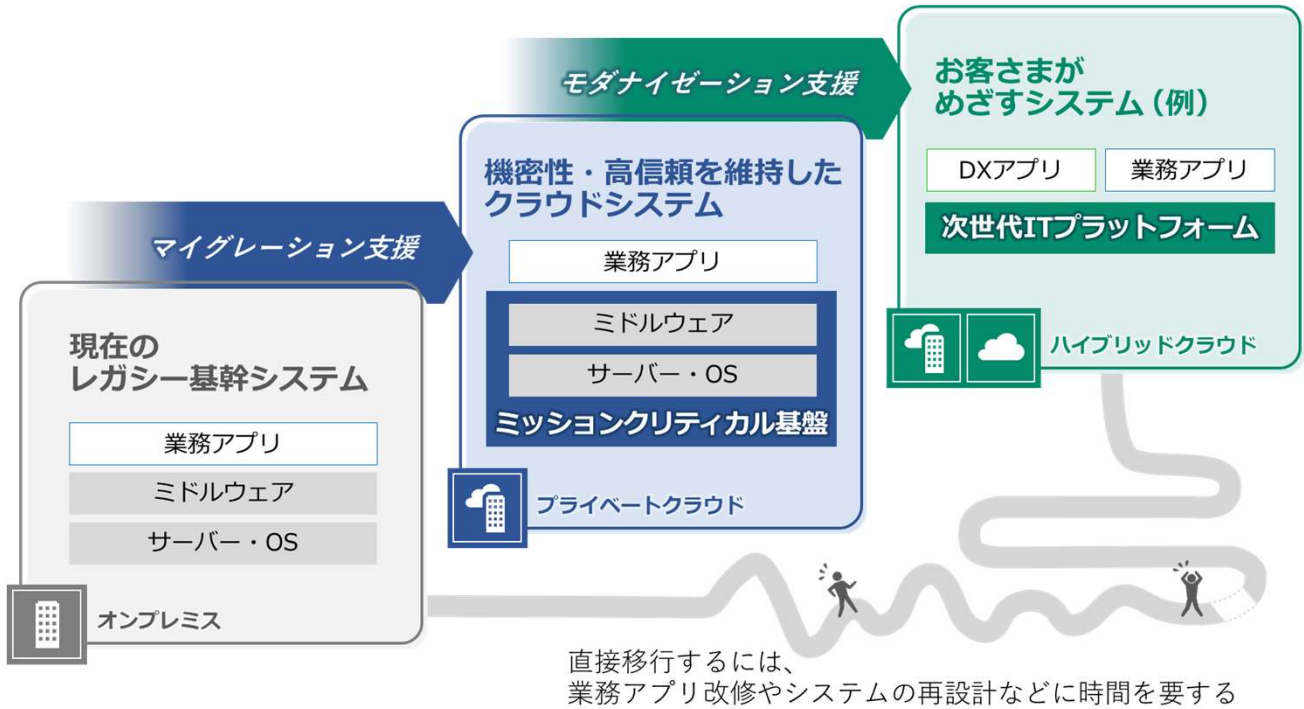 モダナイゼーション支援
お客さまが
めざすシステム（例）
DXアプリ
業務アプリ
次世代ITプラットフォーム
ハイブリッドクラウド
マイグレーション支援
機密性・高信頼を維持した
クラウドシステム
業務アプリ
ミドルウェア
サーバー・OS
ミッションクリティカル基盤
プライベートクラウド
現在の
レガシー基幹システム
業務アプリ
ミドルウェア
サーバー・OS
オンプレミス
直接移行するには、
業務アプリ改修やシステムの再設計などに時間を要する